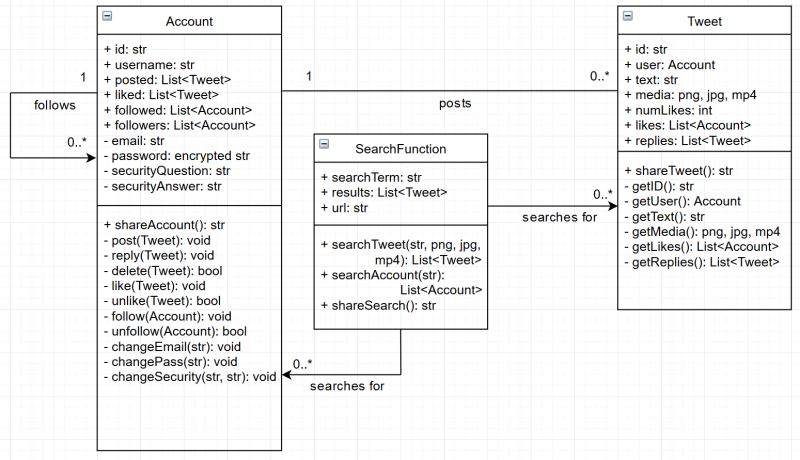 Account
+ id: str
+ username: str
+ posted: List<Tweet>
+ liked: List<Tweet>
+ followed: List<Account>
+ followers: List<Account>
- email: str
- password: encrypted str
- securityQuestion: str
- securityAnswer: str
+ shareAccount(): str
- post(Tweet): void
- reply(Tweet): void
- delete(Tweet): bool
- like(Tweet): void
- unlike(Tweet): bool
- follow(Account): void
- unfollow(Account): bool
- changeEmail(str): void
- changePass(str): void
- changeSecurity(str, str): void
1
follows
0..*
1
0..*
posts
SearchFunction
+ searchTerm: str
+ results: List<Tweet>
+ url: str
+ searchTweet(str, png, jpg,
mp4): List<Tweet>
+ searchAccount(str):
List<Account>
+ shareSearch(): str
0..*
searches for
0..*
searches for
Tweet
+ id: str
+ user: Account
+ text: str
+ media: png, jpg, mp4
+ numLikes: int
+ likes: List<Account>
+ replies: List<Tweet>
+ shareTweet(): str
- getID(): str
- getUser(): Account
- getText(): str
- getMedia(): png, jpg, mp4
- getLikes(): List<Account>
- getReplies(): List<Tweet>